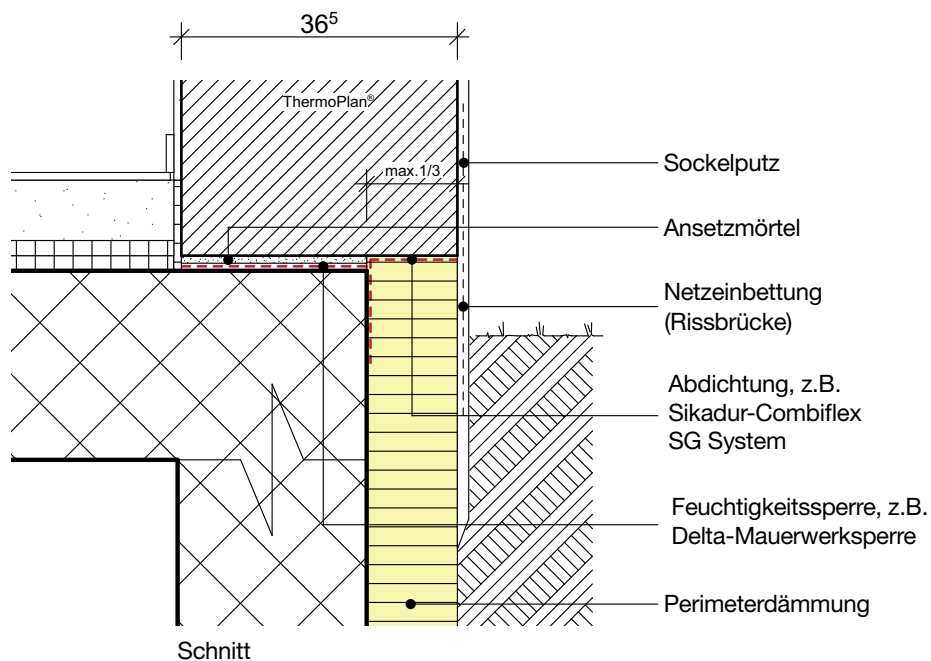 36⁵
ThermoPlan®
max.1/3
Sockelputz
Ansetzmörtel
Netzeinbettung
(Rissbrücke)
Abdichtung, z.B.
Sikadur-Combiflex
SG System
Feuchtigkeitssperre, z.B.
Delta-Mauerwerksperre
Perimeterdämmung
Schnitt